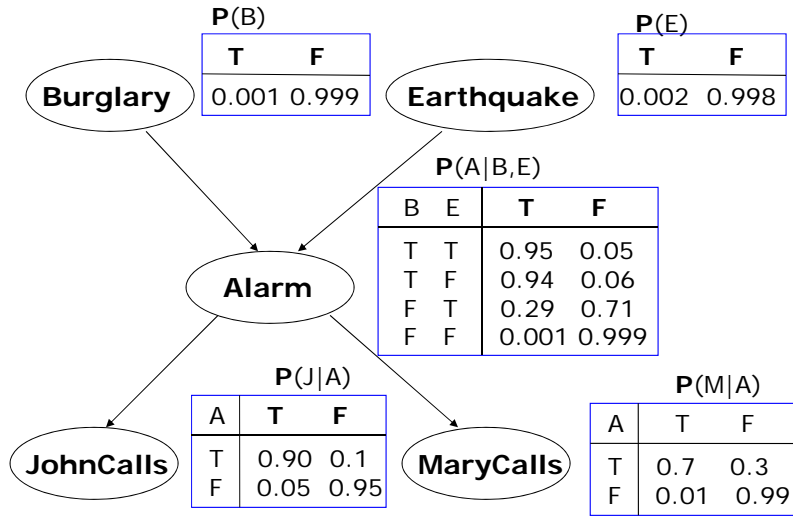 P(B)
T F
0.001 0.999
P(E)
T F
0.002 0.998
Burglary
Earthquake
P(A|B,E)
B E T F
T T 0.95 0.05
T F 0.94 0.06
F T 0.29 0.71
F F 0.001 0.999
Alarm
P(J|A)
A T F
T 0.90 0.1
F 0.05 0.95
P(M|A)
A T F
T 0.7 0.3
F 0.01 0.99
JohnCalls
MaryCalls